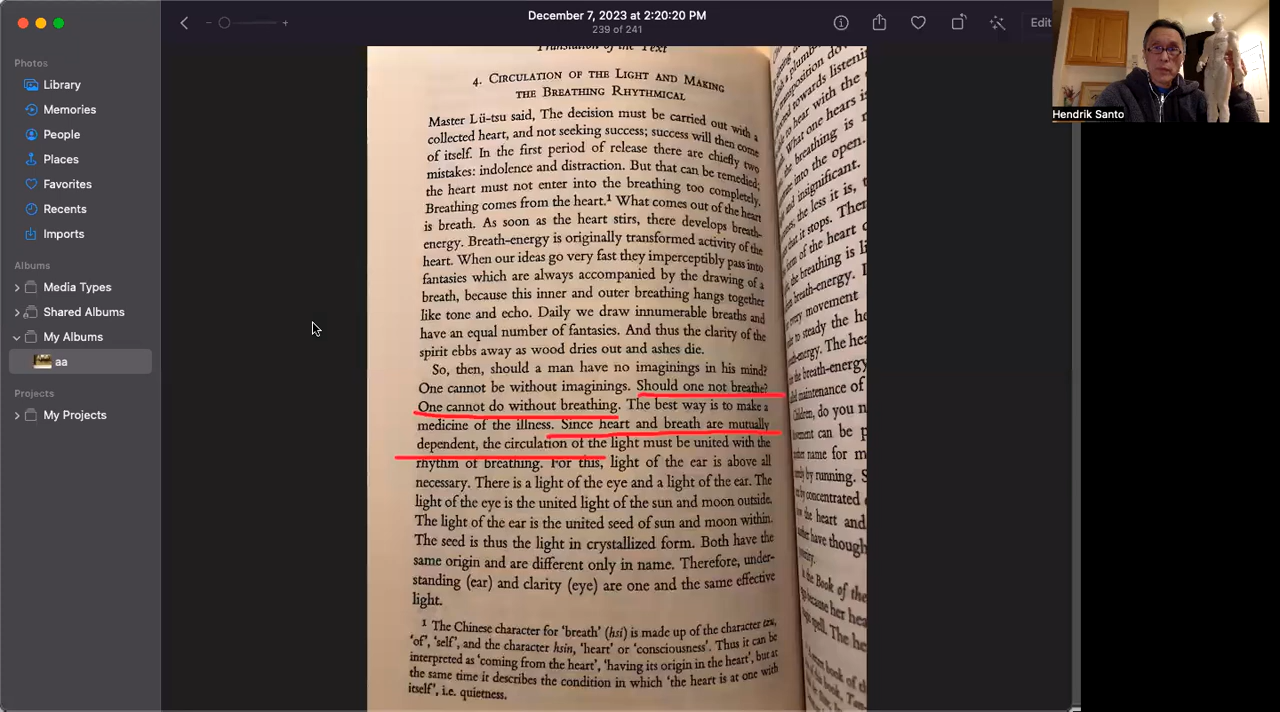 December 7, 2023 at 2:20:20 PM
239 of 241
Edit
Photos
Library
Memories
People
Places
Favorites
Recents
Imports
Albums
Media Types
Shared Albums
My Albums
aa
Projects
My Projects
Hendrik Santo
Translation of the Text
4. CIRCULATION OF THE LIGHT AND MAKING
THE BREATHING RHYTHMICAL
Master Lü-tsu said, The decision must be carried out with a
collected heart, and not seeking success; success will then come
of itself. In the first period of release there are chiefly two
mistakes: indolence and distraction. But that can be remedied;
the heart must not enter into the breathing too completely.
Breathing comes from the heart.¹ What comes out of the heart
is breath. As soon as the heart stirs, there develops breath-
energy. Breath-energy is originally transformed activity of the
heart. When our ideas go very fast they imperceptibly pass into
fantasies which are always accompanied by the drawing of a
breath, because this inner and outer breathing hangs together
like tone and echo. Daily we draw innumerable breaths and
have an equal number of fantasies. And thus the clarity of the
spirit ebbs away as wood dries out and ashes die.
So, then, should a man have no imaginings in his mind?
One cannot be without imaginings. Should one not breathe?
One cannot do without breathing. The best way is to make a
medicine of the illness. Since heart and breath are mutually
dependent, the circulation of the light must be united with the
rhythm of breathing. For this, light of the ear is above all
necessary. There is a light of the eye and a light of the ear. The
light of the eye is the united light of the sun and moon outside.
The light of the ear is the united seed of sun and moon within.
The seed is thus the light in crystallized form. Both have the
same origin and are different only in name. Therefore, under-
standing (ear) and clarity (eye) are one and the same effective
light.
¹ The Chinese character for 'breath' (hsi) is made up of the character
'of', 'self', and the character hsin, 'heart' or 'consciousness'. Thus it can be
interpreted as 'coming from the heart', 'having its origin in the heart', but at
the same time it describes the condition in which 'the heart is at one with
itself', i.e. quietness.